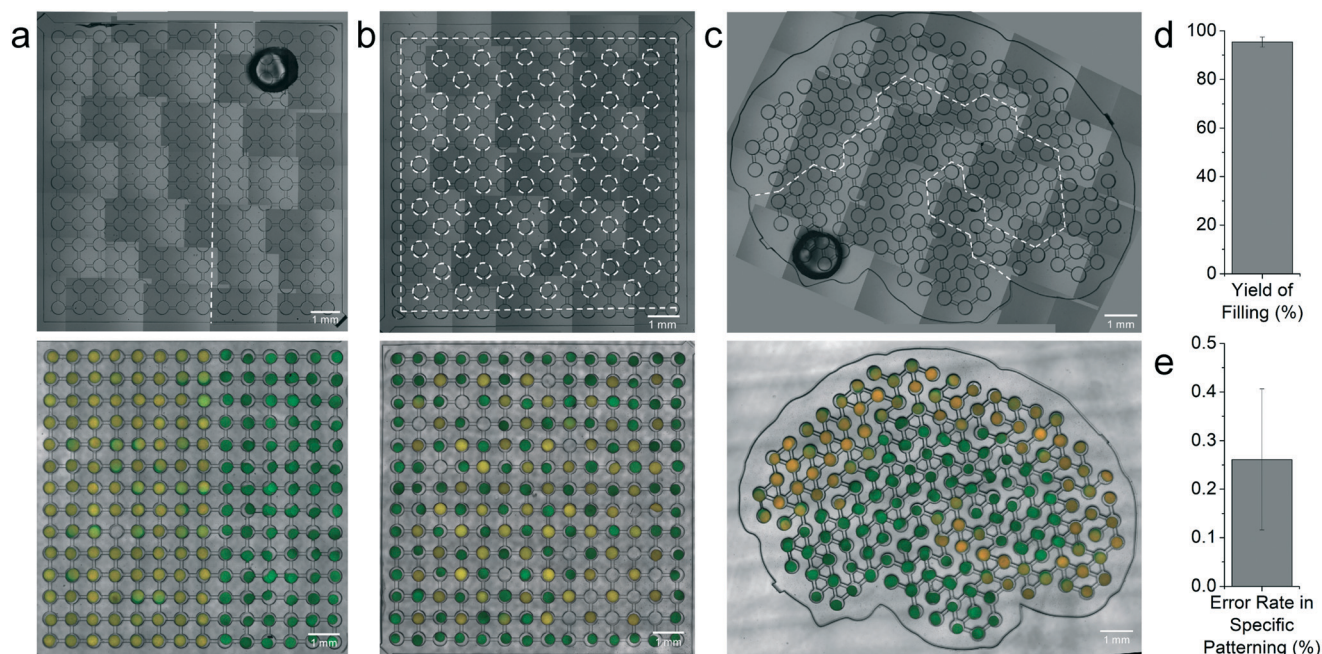 a
1 mm
b
1 mm
c
1 mm
d
100
80
60
40
20
0
Yield of
Filling (%)
1 mm
1 mm
1 mm
e
0.5
0.4
0.3
0.2
0.1
0.0
Error Rate in
Specific
Patterning (%)